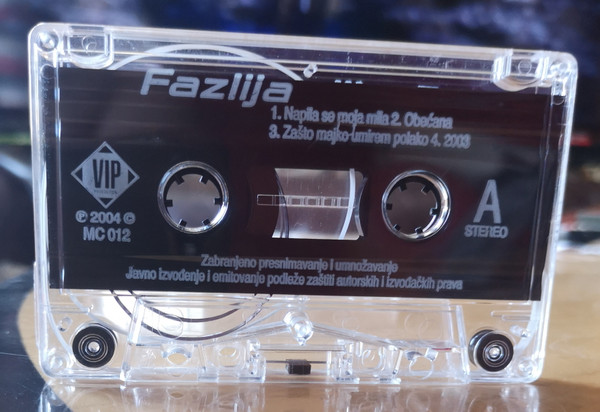 Fazlija
1. Napila se moja mila 2. Obećana
3. Zašto majko umirem polako 4. 2003
VIP
℗ 2004 ©
MC 012
A
STEREO
Zabranjeno presnimavanje i umnožavanje
Javno izvođenje i emitovanje podleže zaštiti autorskih i izvođačkih prava